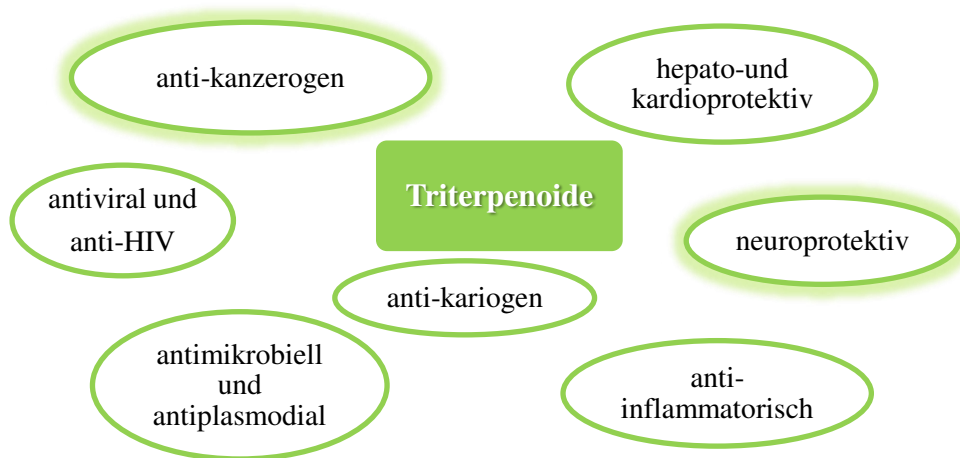 anti-kanzerogen
hepato-und
kardioprotektiv
Triterpenoide
antiviral und
anti-HIV
neuroprotektiv
anti-kariogen
antimikrobiell
und
antiplasmodial
anti-
inflammatorisch